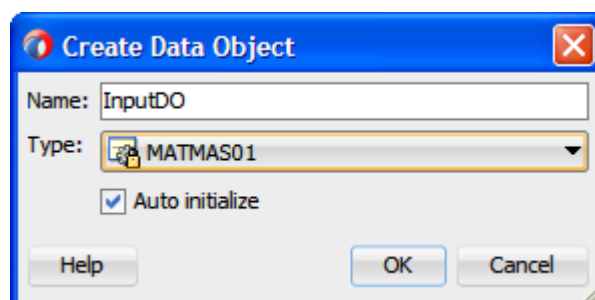 Create Data Object
Name: InputDO
Type: MATMAS01
Auto initialize
Help OK Cancel